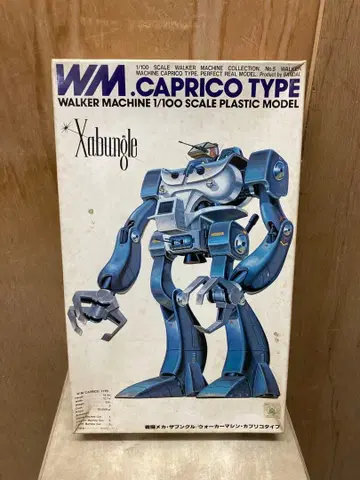 1/100 SCALE WALKER MACHINE COLLECTION. No.5 WALKER
MACHINE CAPRICO TYPE. PERFECT REAL MODEL. Product by BANDAI
WM.CAPRICO TYPE
WALKER MACHINE 1/100 SCALE PLASTIC MODEL
Xabungle
W.M CAPRICO TYPE
戦闘メカ・ザブングル ウォーカーマシン・カプリコタイプ